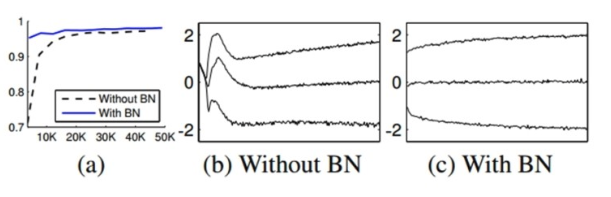 1
0.9
0.8
0.7
Without BN
With BN
10K 20K 30K 40K 50K
(a)
2
0
-2
(b) Without BN
2
0
-2
(c) With BN